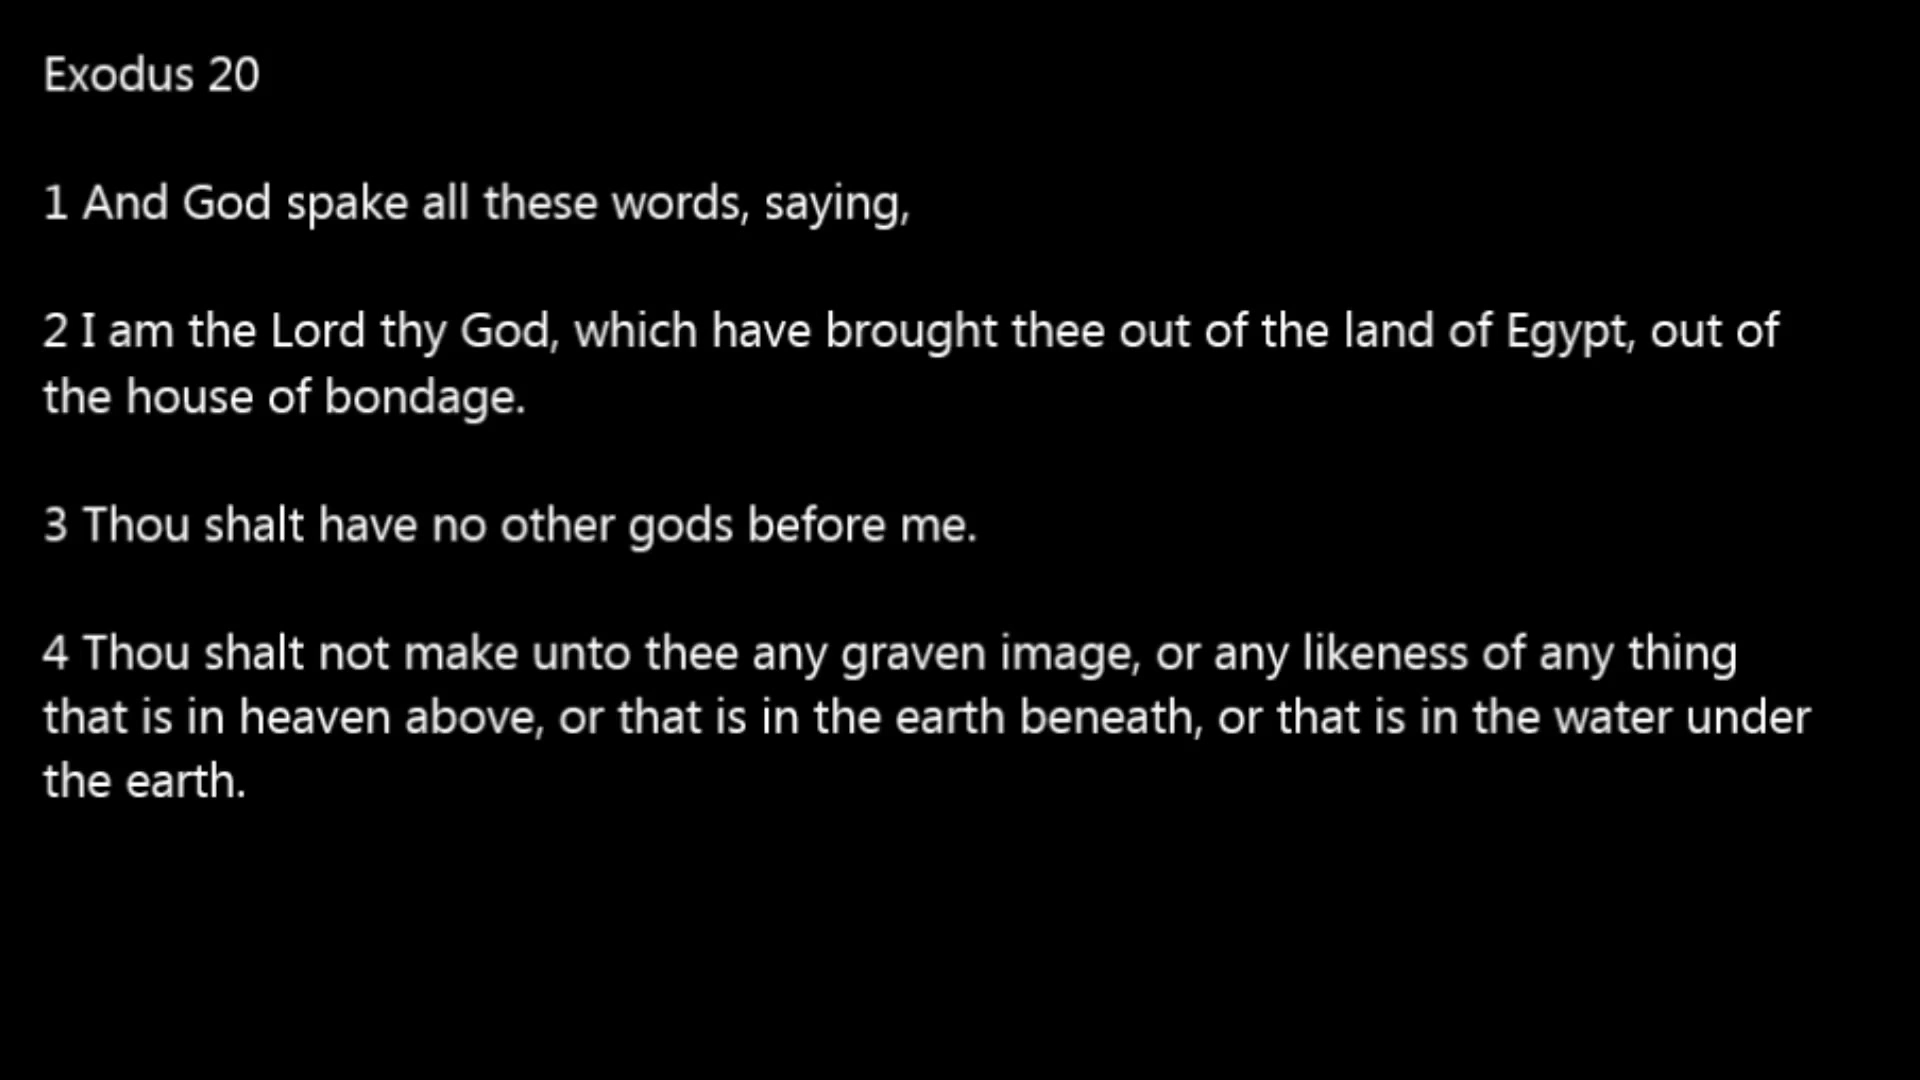 Exodus 20
1 And God spake all these words, saying,
2 I am the Lord thy God, which have brought thee out of the land of Egypt, out of
the house of bondage.
3 Thou shalt have no other gods before me.
4 Thou shalt not make unto thee any graven image, or any likeness of any thing
that is in heaven above, or that is in the earth beneath, or that is in the water under
the earth.